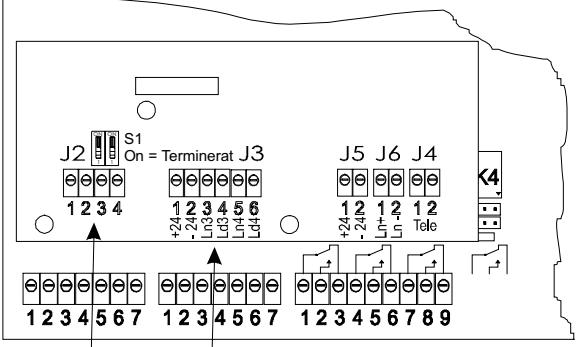 S1
J2 On = Terminerat J3 J5 J6 J4
K4
1 2 3 4 1 2 3 4 5 6 1 2 1 2 1 2
+24 - 24 Ln3 Ld3 Ln4 Ld4 +24 - 24 Ln+ Ln - Tele
1 2 3 4 5 6 7 1 2 3 4 5 6 7 1 2 3 4 5 6 7 8 9